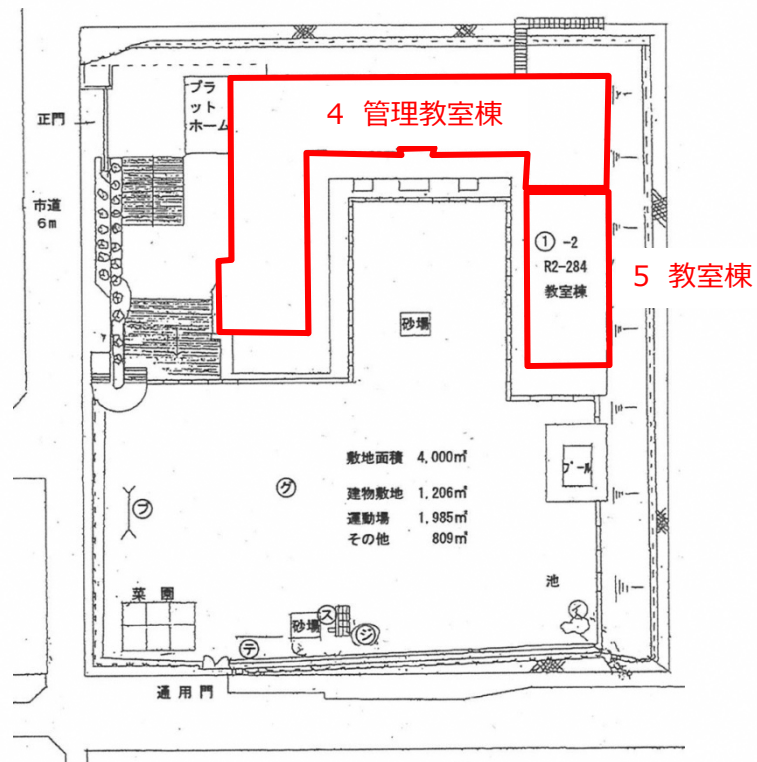 プラ
ット
ホーム
4 管理教室棟
正門
市道
6m
① -2
R2-284
教室棟
5 教室棟
砂場
敷地面積 4,000㎡
建物敷地 1,206㎡
運動場 1,985㎡
その他 809㎡
プール
グ
ブ
池
菜園
砂場
ス
ジ
イ
テ
通用門